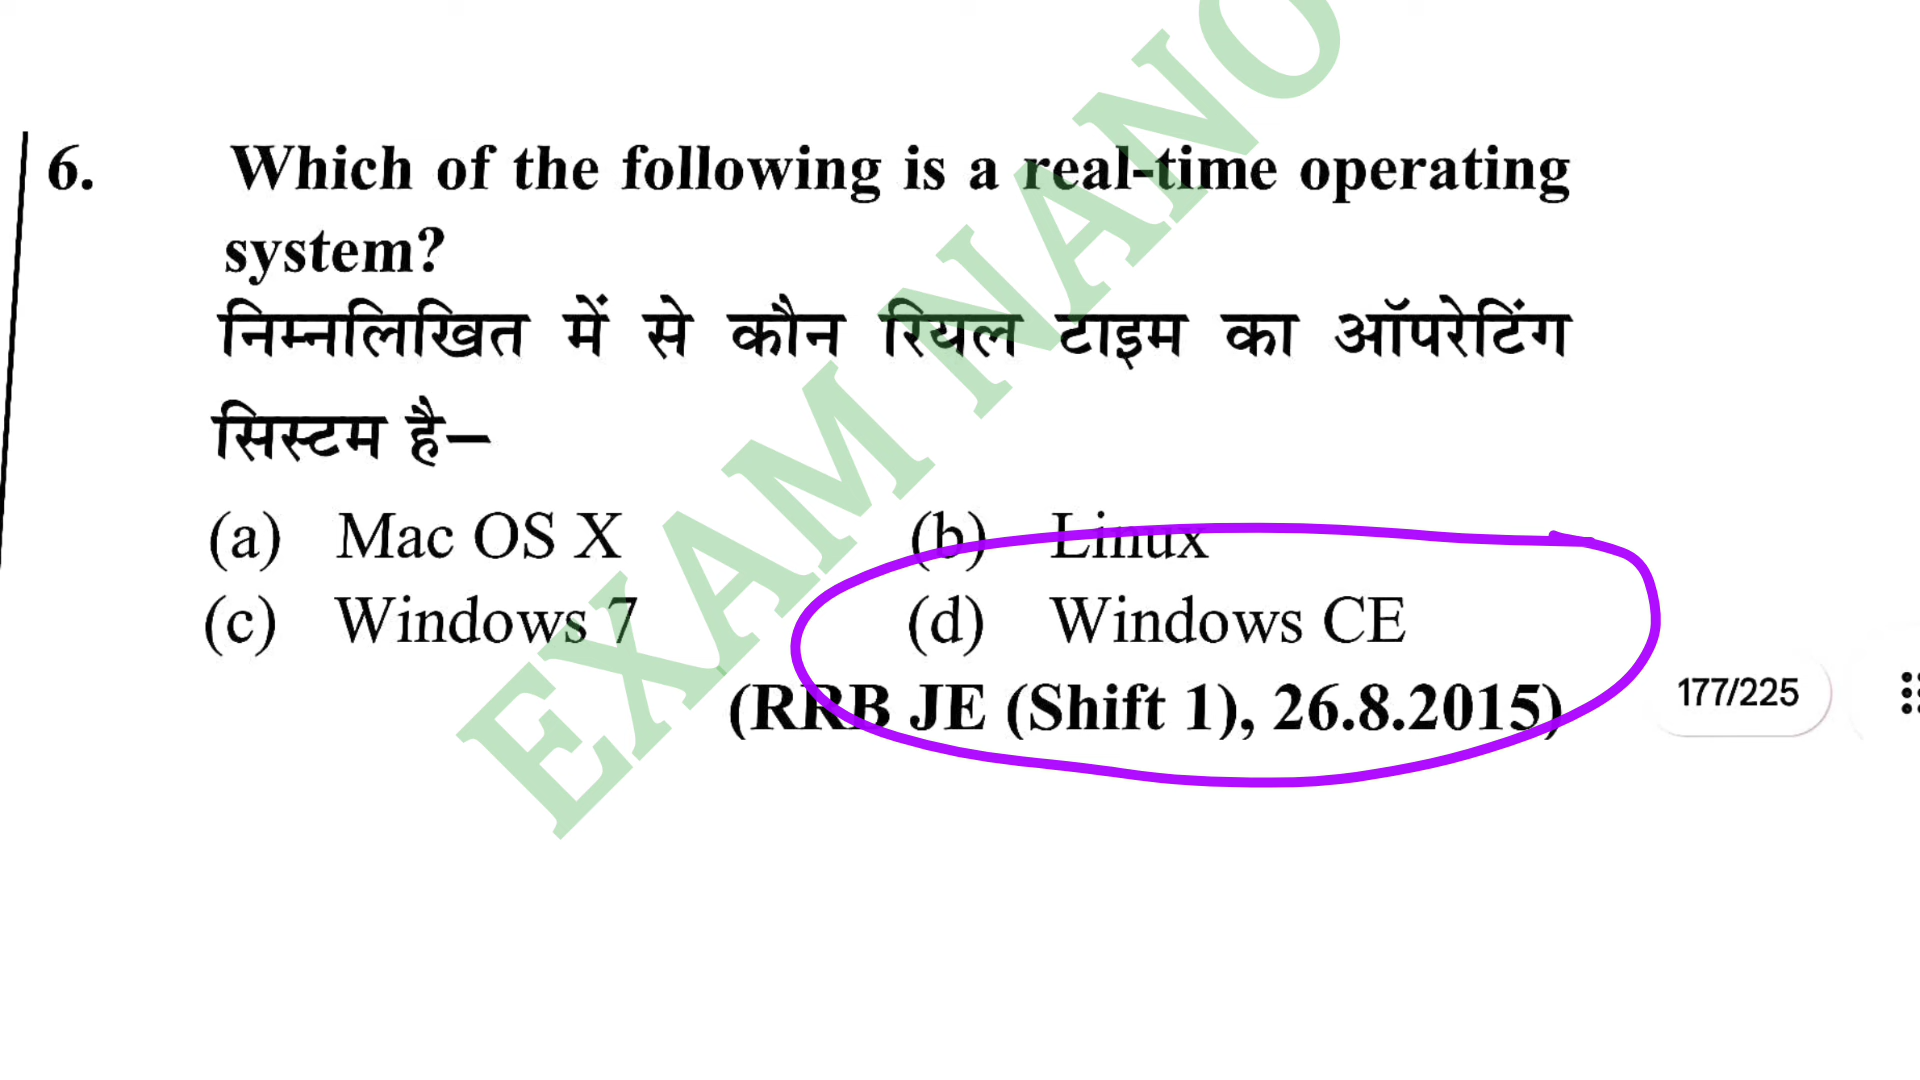 6. Which of the following is a real-time operating
system?
निम्नलिखित में से कौन रियल टाइम का ऑपरेटिंग
सिस्टम है–
(a) Mac OS X (b) Linux
(c) Windows 7 (d) Windows CE
(RRB JE (Shift 1), 26.8.2015)
177/225
EXAM NANO